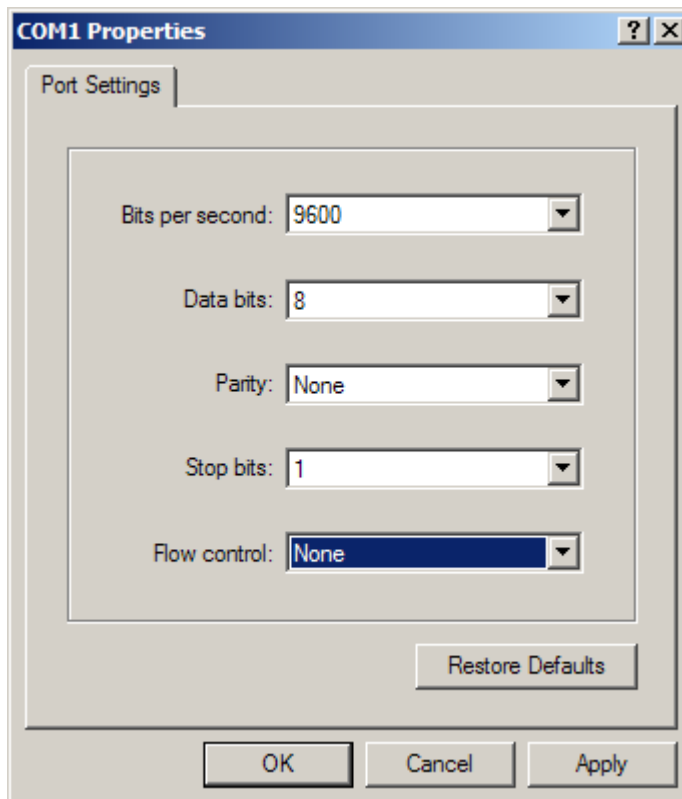 COM1 Properties
Port Settings
Bits per second: 9600
Data bits: 8
Parity: None
Stop bits: 1
Flow control: None
Restore Defaults
OK Cancel Apply